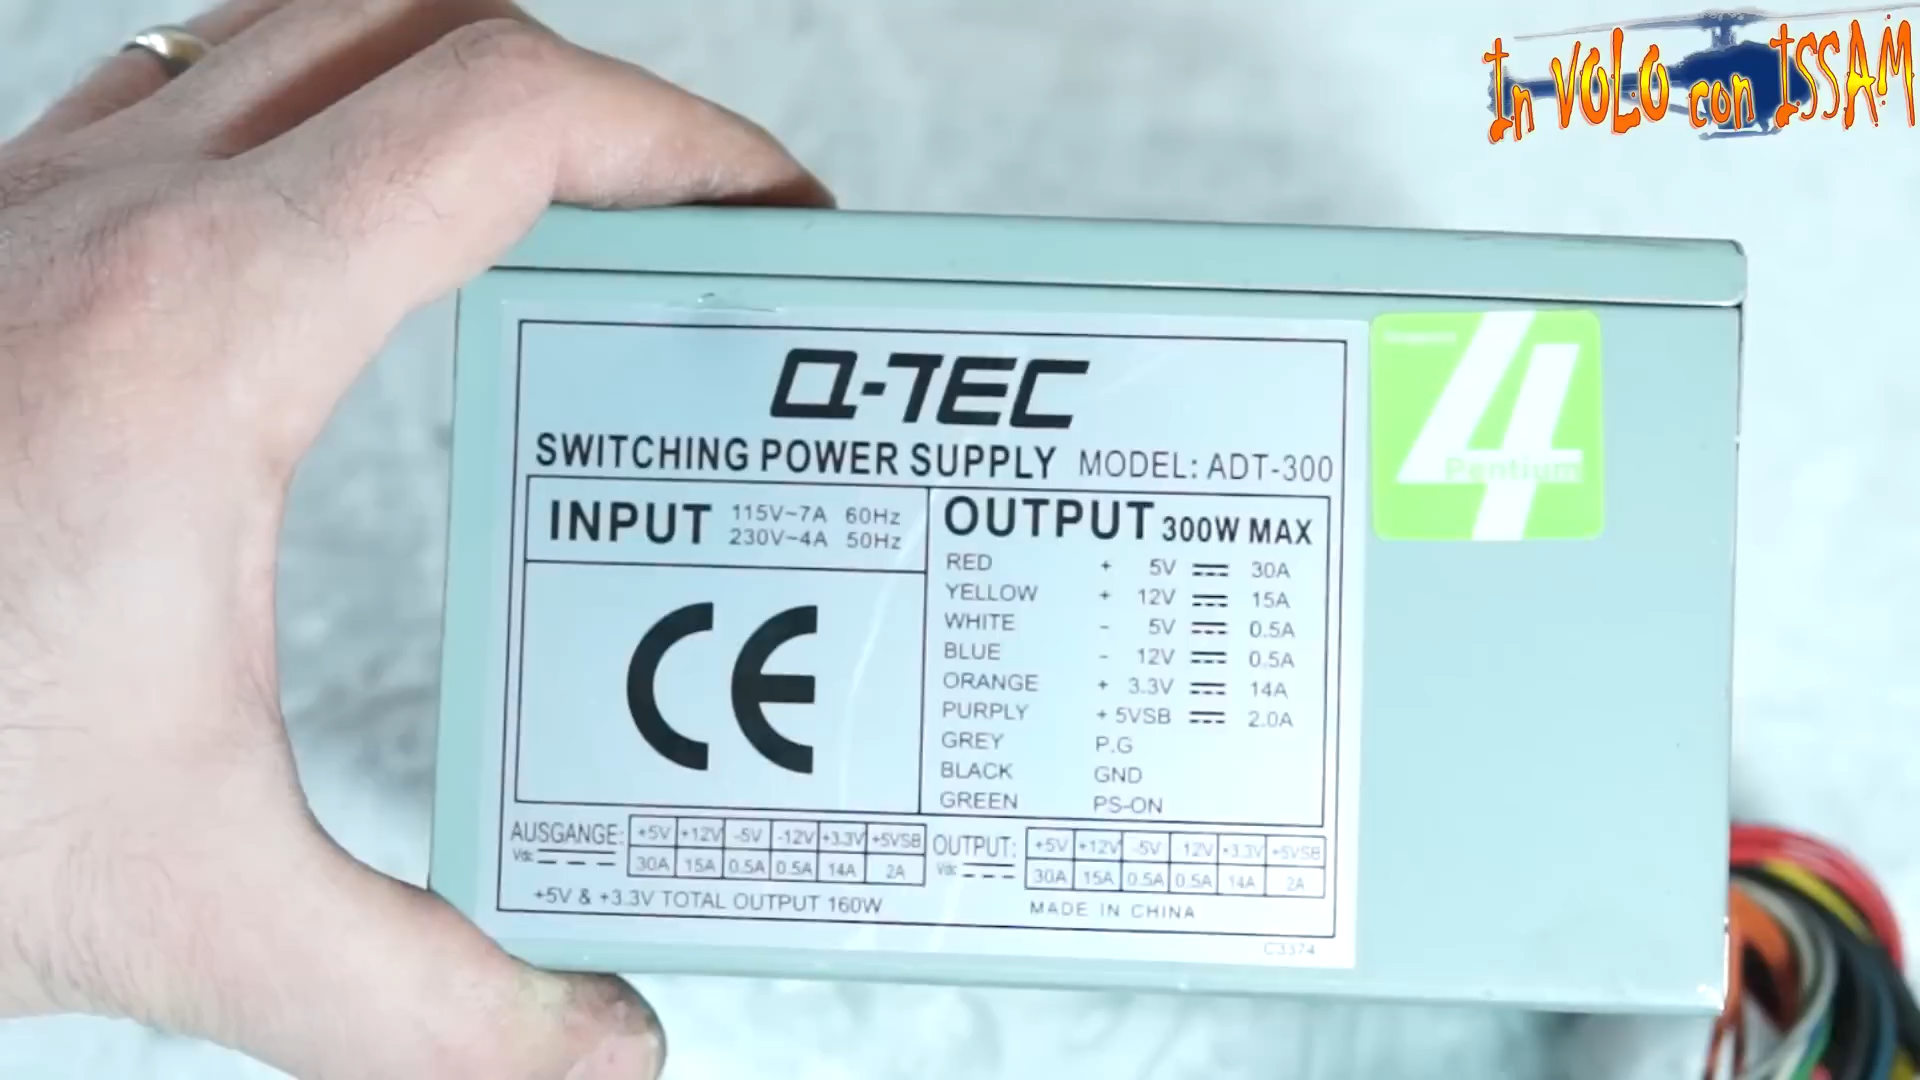 In VOLO con ISSAM
Q-TEC
SWITCHING POWER SUPPLY MODEL: ADT-300
INPUT 115V~7A 60Hz
230V~4A 50Hz
CE
OUTPUT 300W MAX
RED + 5V 30A
YELLOW + 12V 15A
WHITE - 5V 0.5A
BLUE - 12V 0.5A
ORANGE + 3.3V 14A
PURPLY + 5VSB 2.0A
GREY P.G
BLACK GND
GREEN PS-ON
4
Pentium
AUSGANGE: +5V +12V -5V -12V +3.3V +5VSB
Vdc 30A 15A 0.5A 0.5A 14A 2A
+5V & +3.3V TOTAL OUTPUT 160W
OUTPUT: +5V +12V -5V -12V +3.3V +5VSB
Vdc 30A 15A 0.5A 0.5A 14A 2A
MADE IN CHINA
C3374